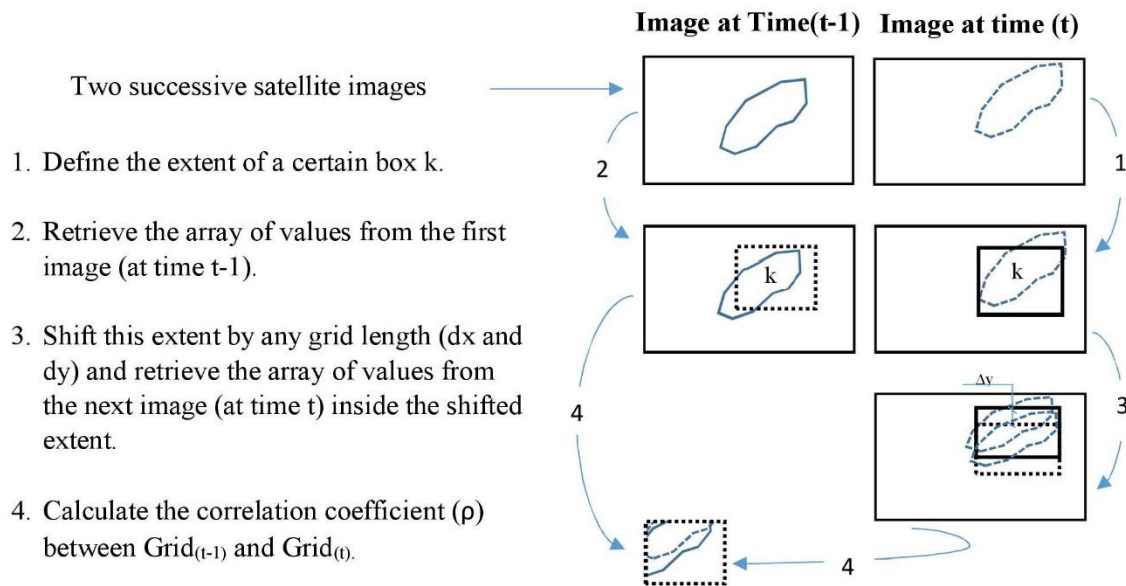 Image at Time(t-1)
Image at time (t)
Two successive satellite images
1. Define the extent of a certain box k.
2. Retrieve the array of values from the first
image (at time t-1).
3. Shift this extent by any grid length (dx and
dy) and retrieve the array of values from
the next image (at time t) inside the shifted
extent.
4. Calculate the correlation coefficient (ρ)
between Grid(t-1) and Grid(t).
2
1
k
k
Δy
4
3
4